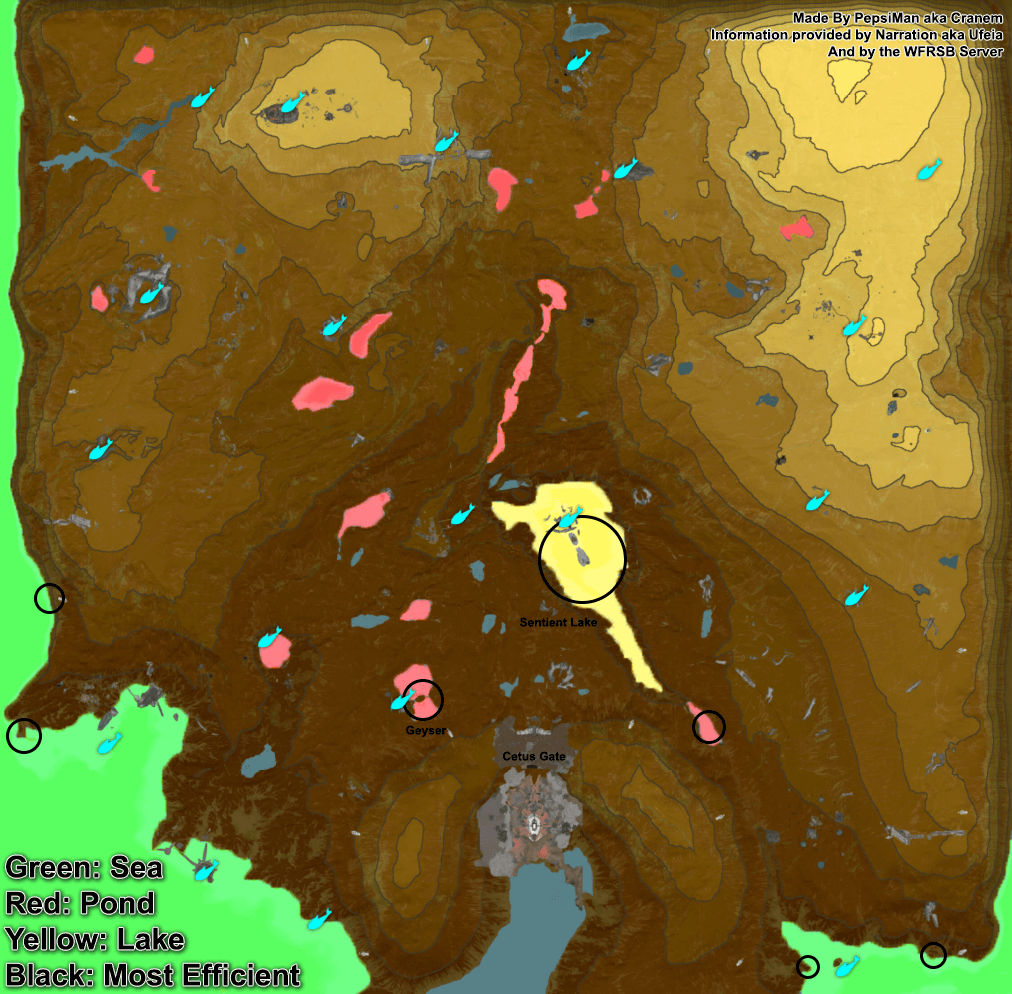 Made By PepsiMan aka Cranem
Information provided by Narration aka Ufeia
And by the WFRSB Server
Sentient Lake
Geyser
Cetus Gate
Green: Sea
Red: Pond
Yellow: Lake
Black: Most Efficient